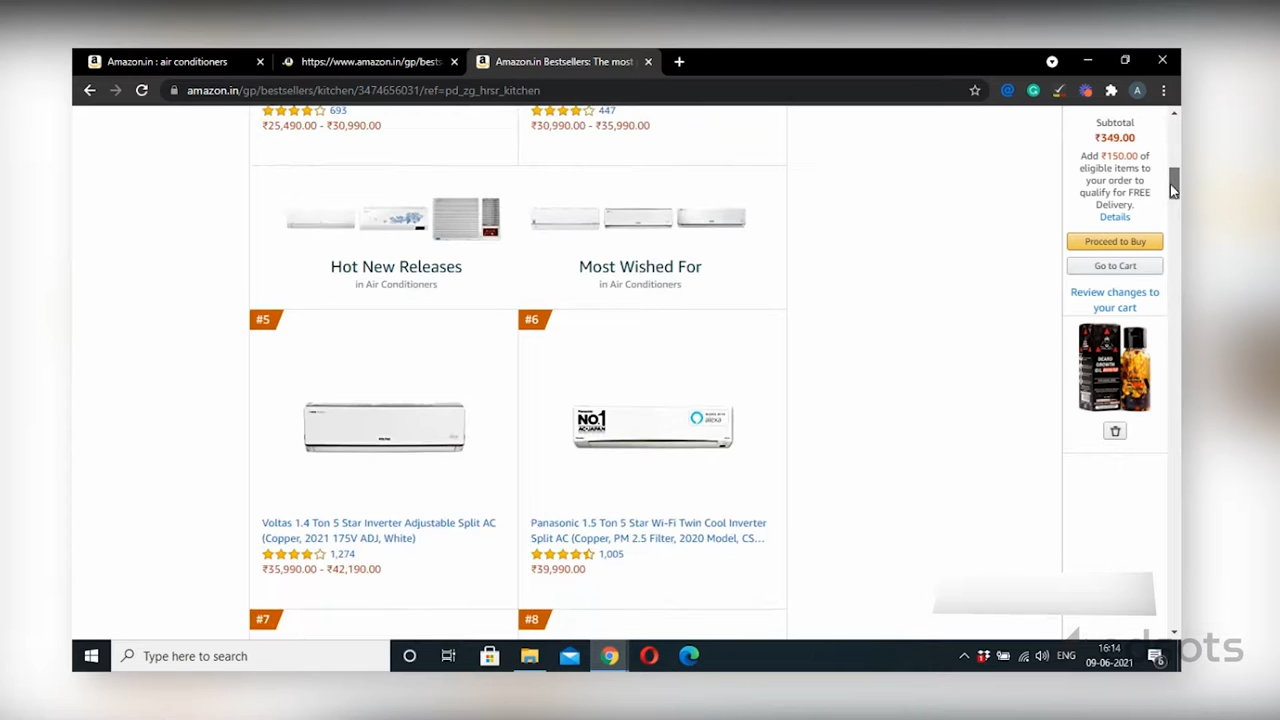 Amazon.in : air conditioners
https://www.amazon.in/gp/bests
Amazon.in Bestsellers: The most
amazon.in/gp/bestsellers/kitchen/3474656031/ref=pd_zg_hrsr_kitchen
A
693
₹25,490.00 - ₹30,990.00
447
₹30,990.00 - ₹35,990.00
Hot New Releases
in Air Conditioners
Most Wished For
in Air Conditioners
#5
Voltas 1.4 Ton 5 Star Inverter Adjustable Split AC
(Copper, 2021 175V ADJ, White)
1,274
₹35,990.00 - ₹42,190.00
#6
NO.1
alexa
Panasonic 1.5 Ton 5 Star Wi-Fi Twin Cool Inverter
Split AC (Copper, PM 2.5 Filter, 2020 Model, CS...
1,005
₹39,990.00
#7
#8
Subtotal
₹349.00
Add ₹150.00 of
eligible items to
your order to
qualify for FREE
Delivery.
Details
Proceed to Buy
Go to Cart
Review changes to
your cart
BEARD
GROWTH
OIL
Type here to search
ENG
16:14
09-06-2021
6